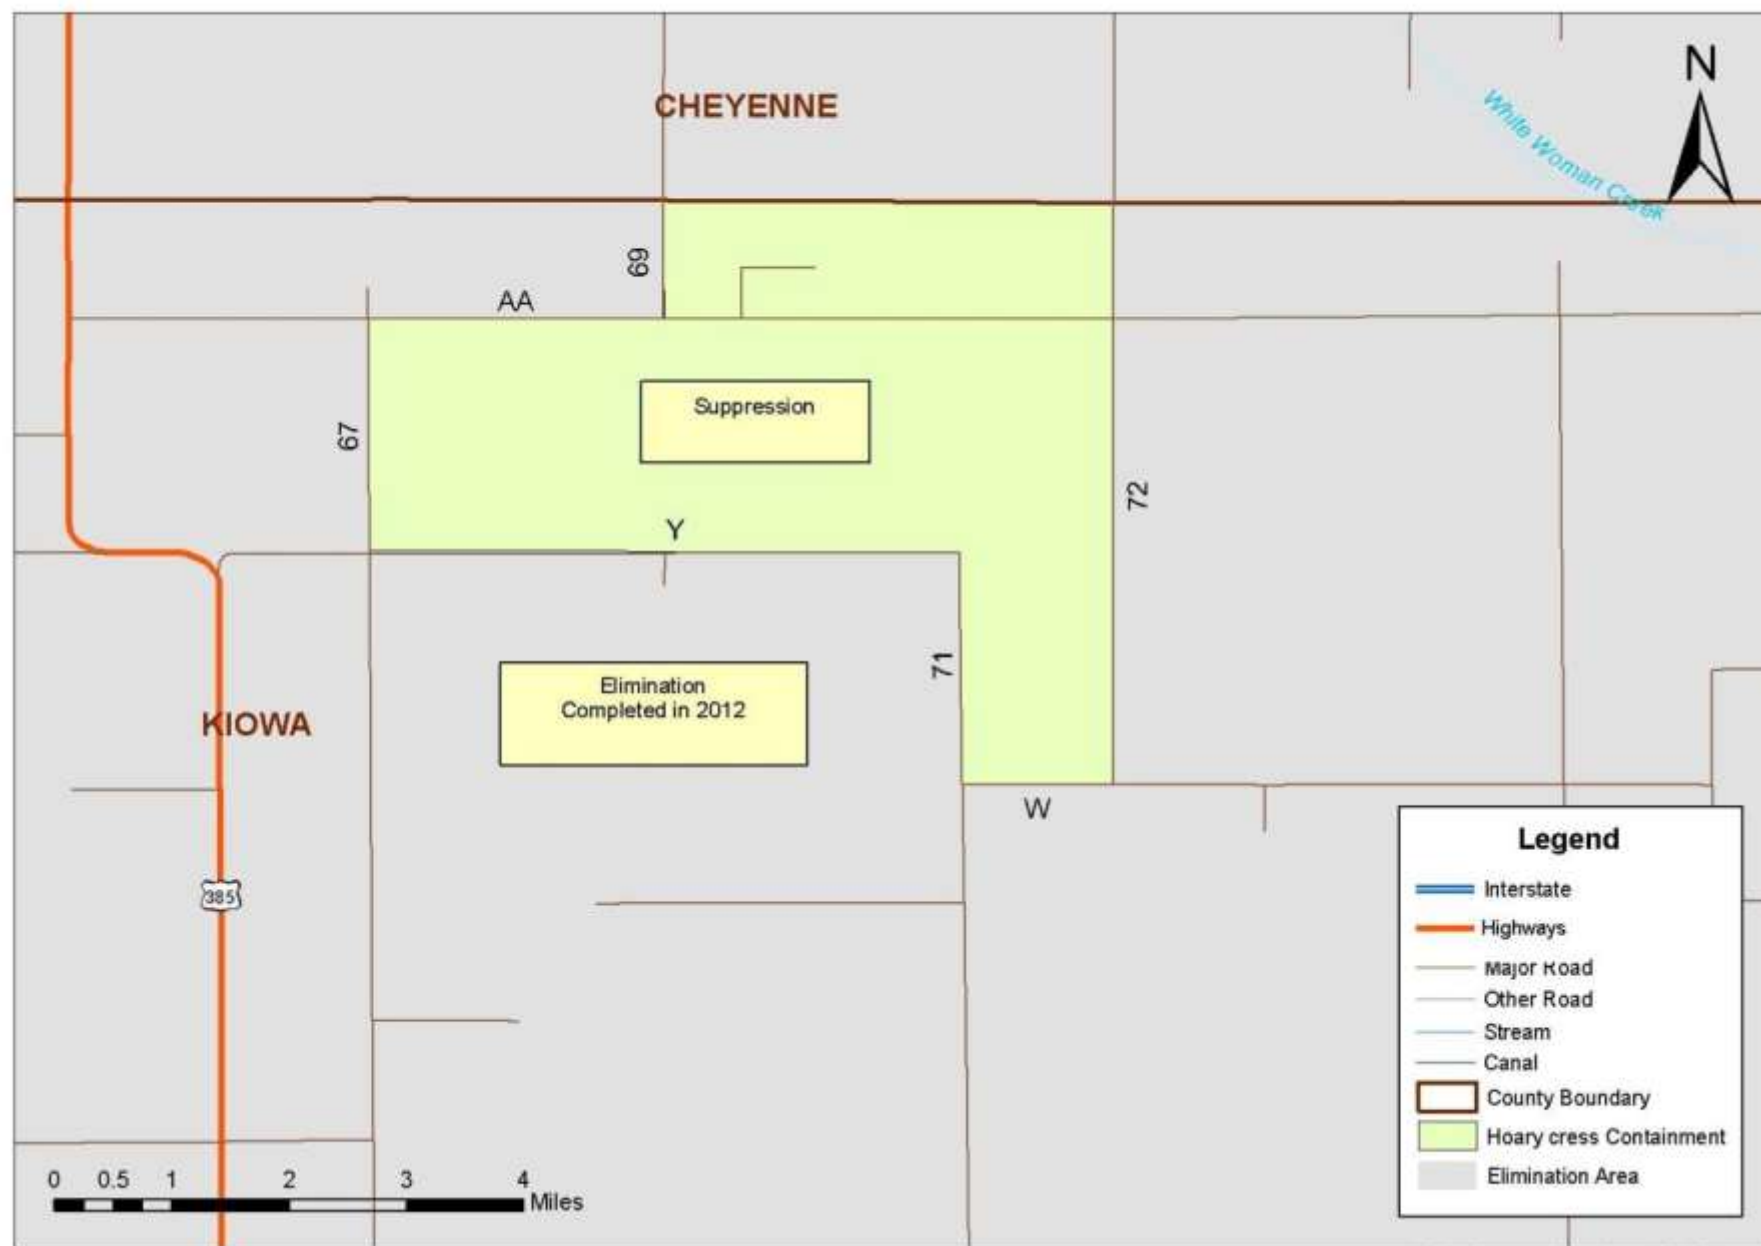 N
CHEYENNE
White Woman Creek
69
AA
Suppression
67
72
Y
71
Elimination
Completed in 2012
KIOWA
W
385
Legend
Interstate
Highways
Major Road
Other Road
Stream
Canal
County Boundary
Hoary cress Containment
Elimination Area
0 0.5 1 2 3 4
Miles